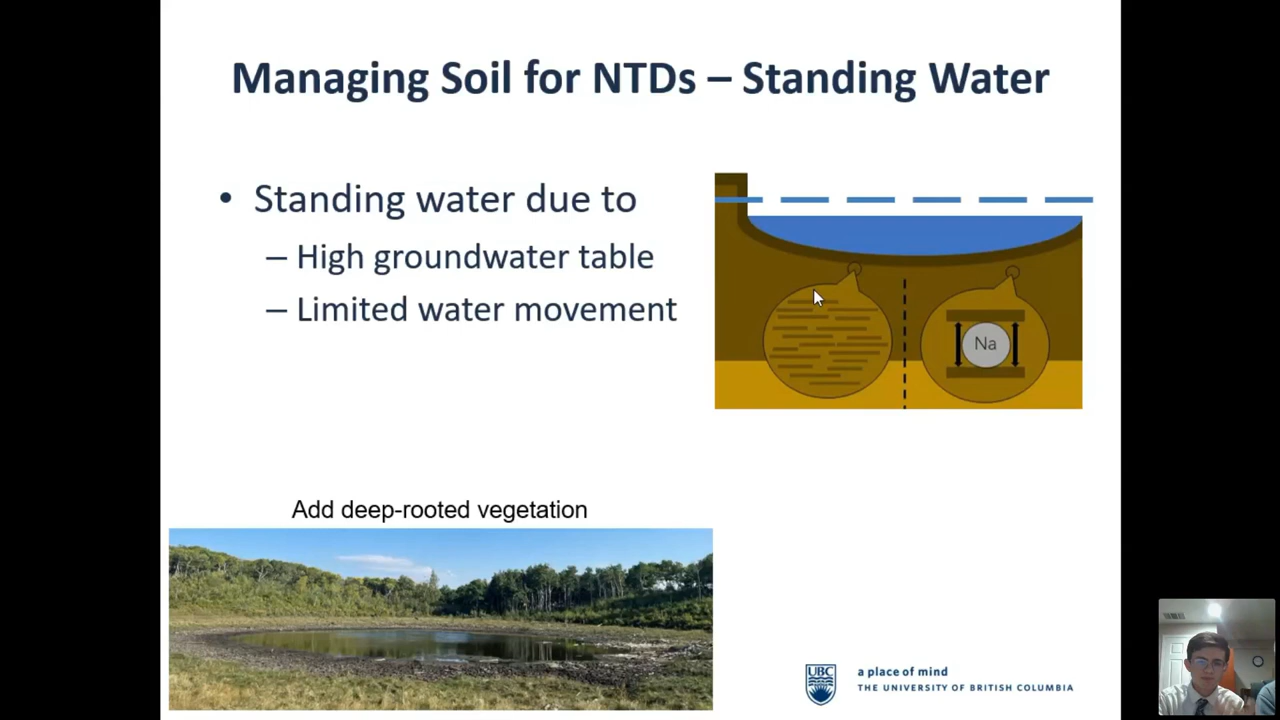 Managing Soil for NTDs – Standing Water
• Standing water due to
– High groundwater table
– Limited water movement
Na
Add deep-rooted vegetation
UBC
a place of mind
THE UNIVERSITY OF BRITISH COLUMBIA